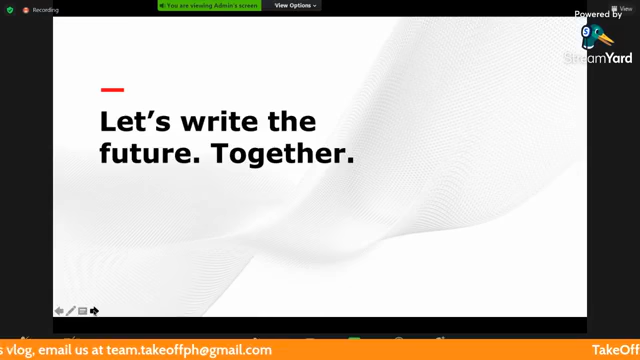 Recording
You are viewing Admin's screen
View Options
View
Powered by
S
StreamYard
Let's write the
future. Together.
s vlog, email us at team.takeoffph@gmail.com
TakeOff